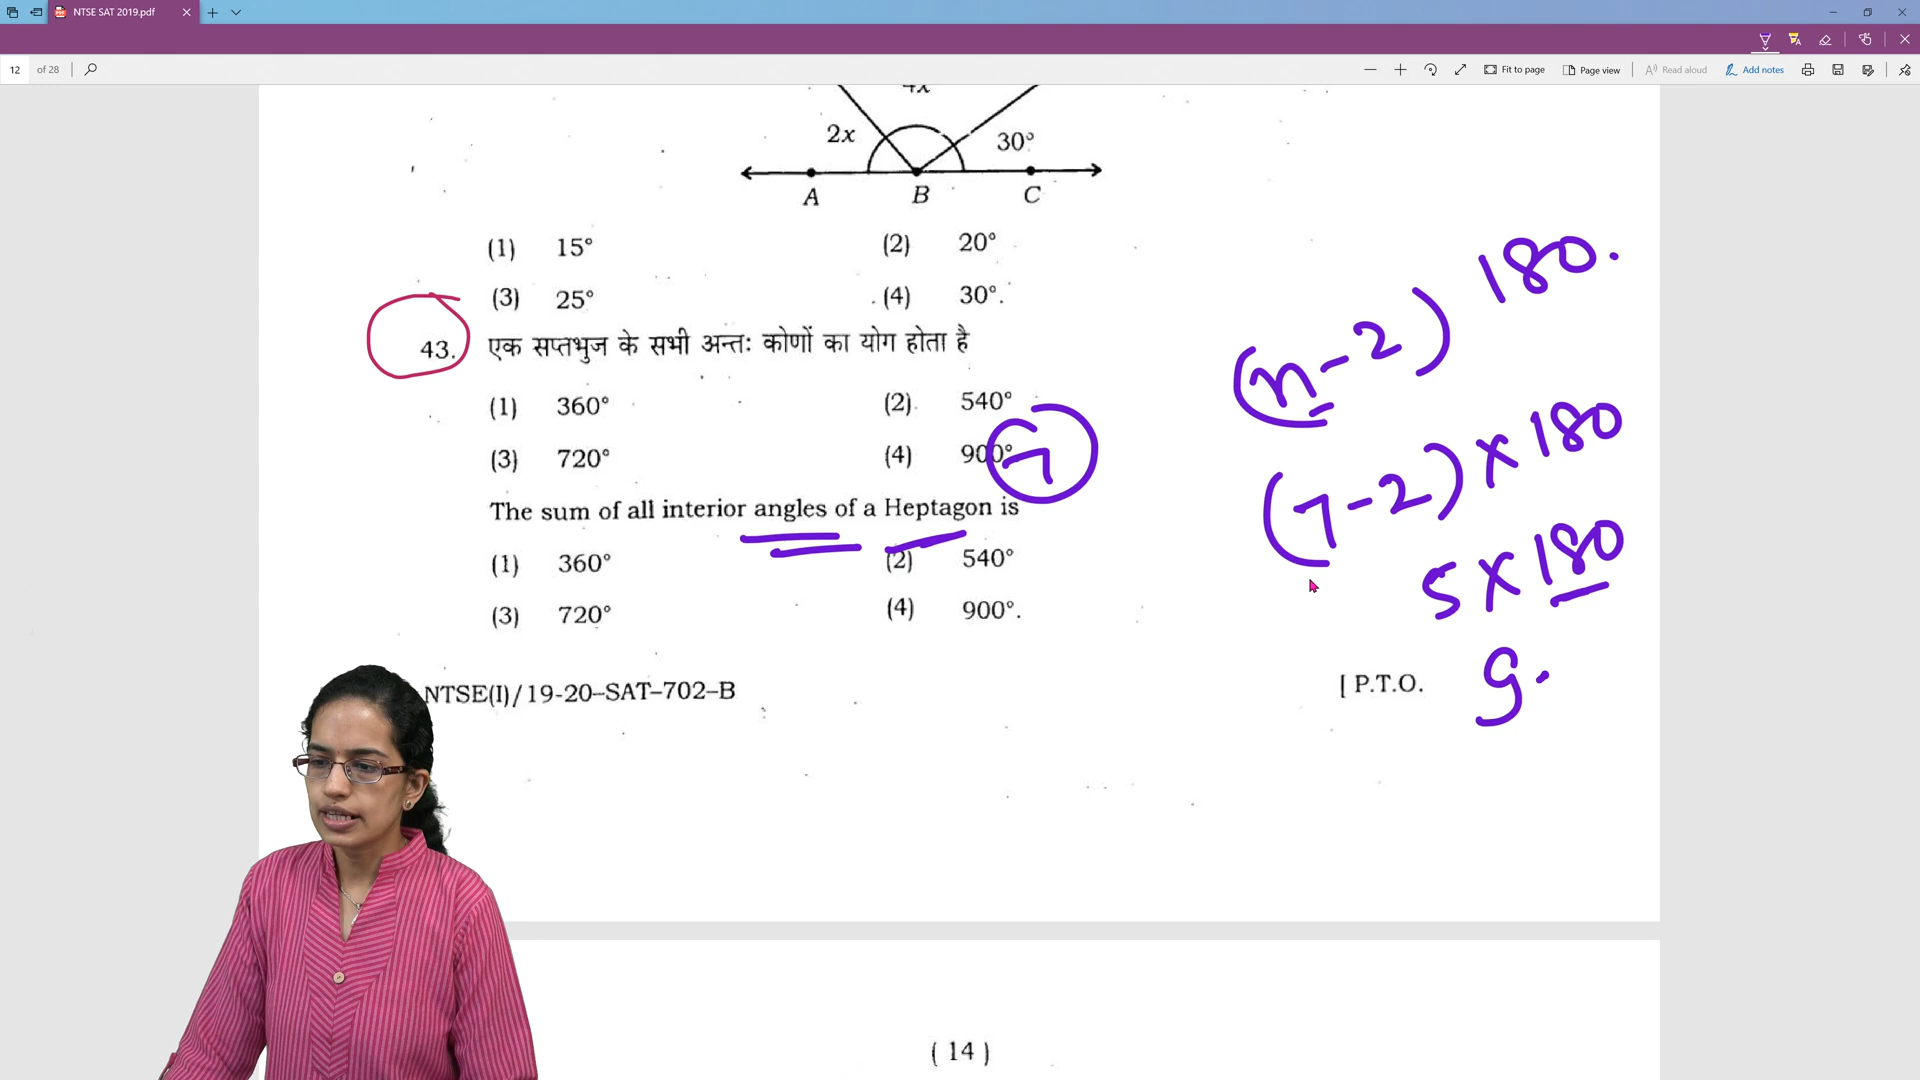 NTSE SAT 2019.pdf
12 of 28
Fit to page
Page view
Read aloud
Add notes
4x
2x
30°
A B C
(1) 15° (2) 20°
(3) 25° (4) 30°.
43. एक सप्तभुज के सभी अन्तः कोणों का योग होता है
(1) 360° (2) 540°
(3) 720° (4) 900°
7
The sum of all interior angles of a Heptagon is
(1) 360° (2) 540°
(3) 720° (4) 900°.
NTSE(I)/19-20–SAT–702–B [ P.T.O.
(n-2) 180.
(7-2) x 180
5 x 180
9.
( 14 )